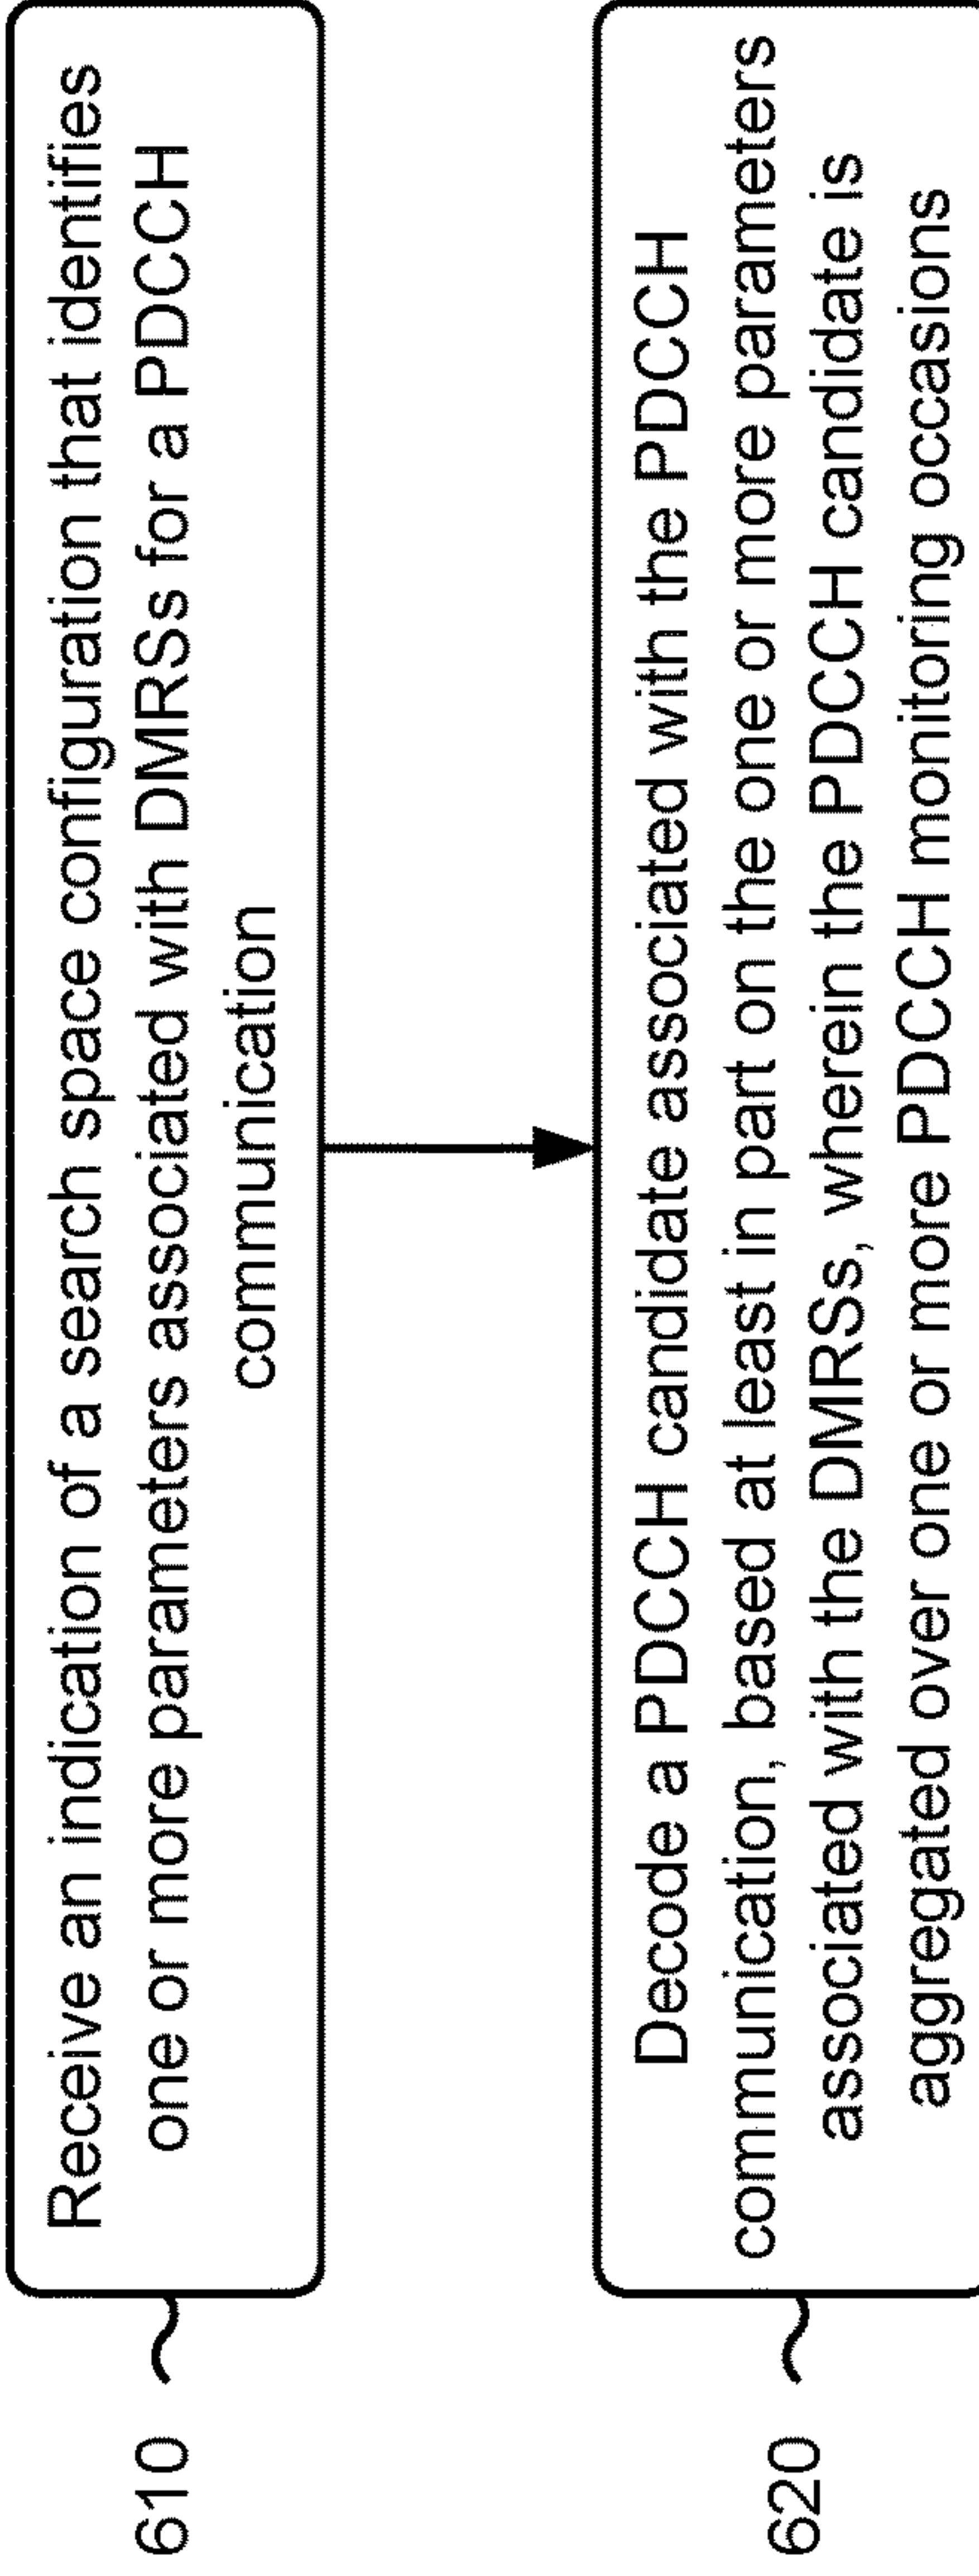 610
Receive an indication of a search space configuration that identifies
one or more parameters associated with DMRSs for a PDCCH
communication
620
Decode a PDCCH candidate associated with the PDCCH
communication, based at least in part on the one or more parameters
associated with the DMRSs, wherein the PDCCH candidate is
aggregated over one or more PDCCH monitoring occasions